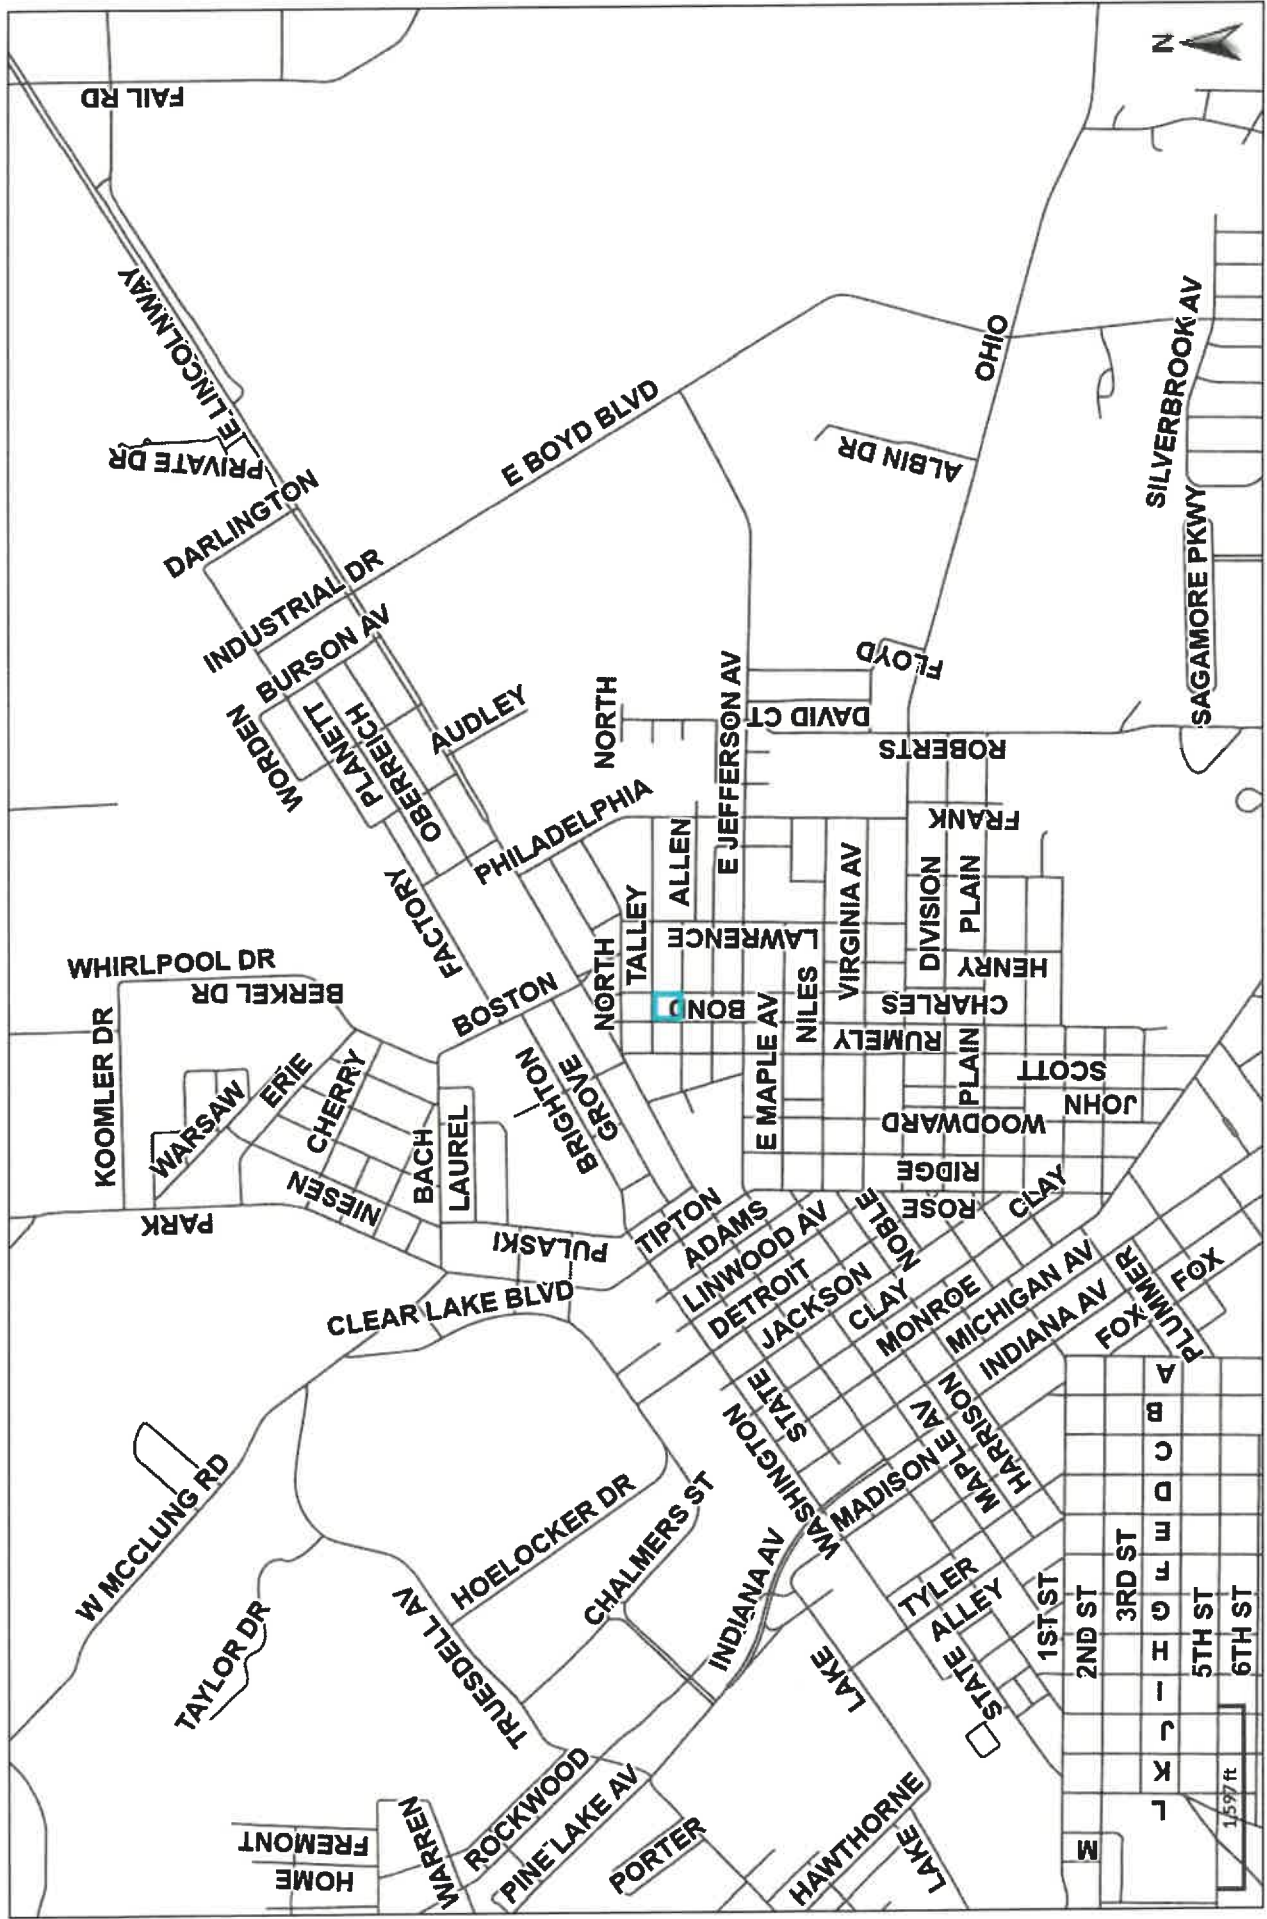 FAIL RD
N
E LINCOLNWAY
PRIVATE DR
DARLINGTON
E BOYD BLVD
OHIO
ALBIN DR
SILVERBROOK AV
SAGAMORE PKWY
INDUSTRIAL DR
BURSON AV
WORDEN
PLANETT
OBERREICH
AUDLEY
NORTH
FLOYD
DAVID CT
E JEFFERSON AV
ROBERTS
PHILADELPHIA
ALLEN
FRANK
FACTORY
TALLEY
LAWRENCE
VIRGINIA AV
DIVISION
PLAIN
HENRY
WHIRLPOOL DR
BERKEL DR
BOSTON
NORTH
BOND
NILES
CHARLES
KOOMLER DR
ERIE
CHERRY
WARSAW
BRIGHTON
GROVE
E MAPLE AV
RUMELY
PLAIN
SCOTT
JOHN
WOODWARD
BACH
LAUREL
NIESEN
PARK
PULASKI
RIDGE
ROSE
CLAY
TIPTON
ADAMS
LINWOOD AV
NOBLE
DETROIT
JACKSON
CLAY
MONROE
MICHIGAN AV
INDIANA AV
PLUMMER
FOX
FOX
CLEAR LAKE BLVD
STATE
WASHINGTON
MADISON
MAPLE AV
MAPLE
HARRISON
W MCCLUNG RD
HOELOCKER DR
CHALMERS ST
TRUESDELL AV
TAYLOR DR
INDIANA AV
LAKE
TYLER
STATE ALLEY
STATE
1ST ST
2ND ST
3RD ST
5TH ST
6TH ST
A
B
C
D
E
F
G
H
I
J
K
L
M
ROCKWOOD
PINE LAKE AV
PORTER
HAWTHORNE
LAKE
FREMONT
HOME
WARREN
1,597 ft